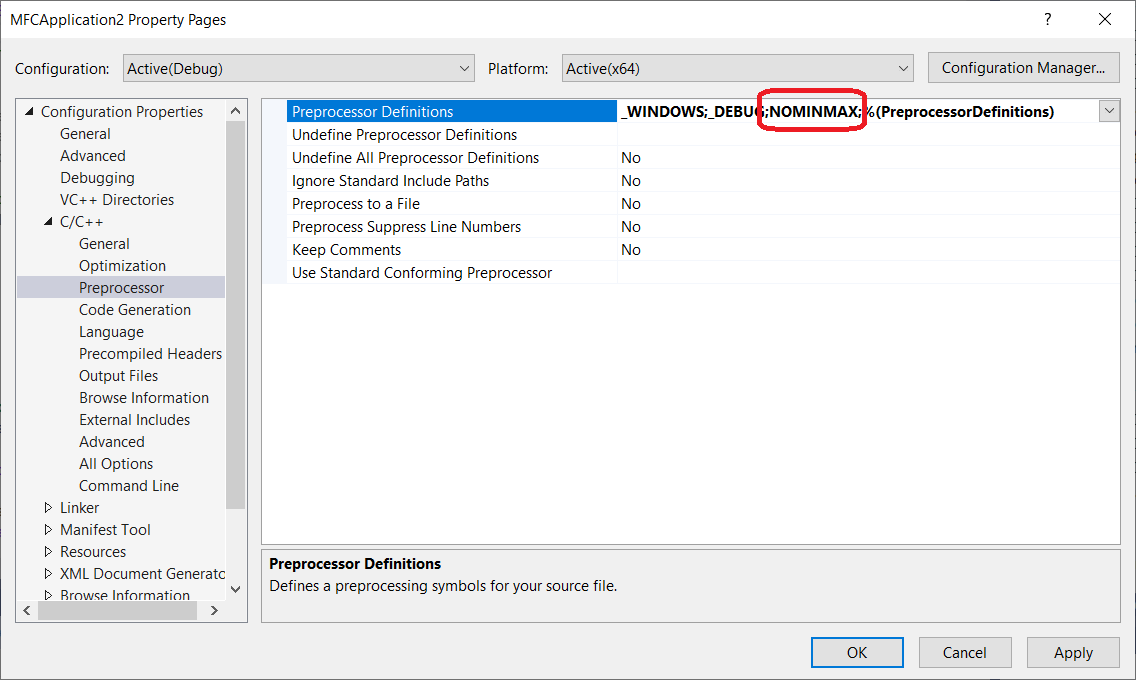 MFCApplication2 Property Pages
?
Configuration: Active(Debug) Platform: Active(x64) Configuration Manager...
Configuration Properties
General
Advanced
Debugging
VC++ Directories
C/C++
General
Optimization
Preprocessor
Code Generation
Language
Precompiled Headers
Output Files
Browse Information
External Includes
Advanced
All Options
Command Line
Linker
Manifest Tool
Resources
XML Document Generato
Browse Information
Preprocessor Definitions _WINDOWS;_DEBUG;NOMINMAX;%(PreprocessorDefinitions)
Undefine Preprocessor Definitions
Undefine All Preprocessor Definitions No
Ignore Standard Include Paths No
Preprocess to a File No
Preprocess Suppress Line Numbers No
Keep Comments No
Use Standard Conforming Preprocessor
Preprocessor Definitions
Defines a preprocessing symbols for your source file.
OK Cancel Apply